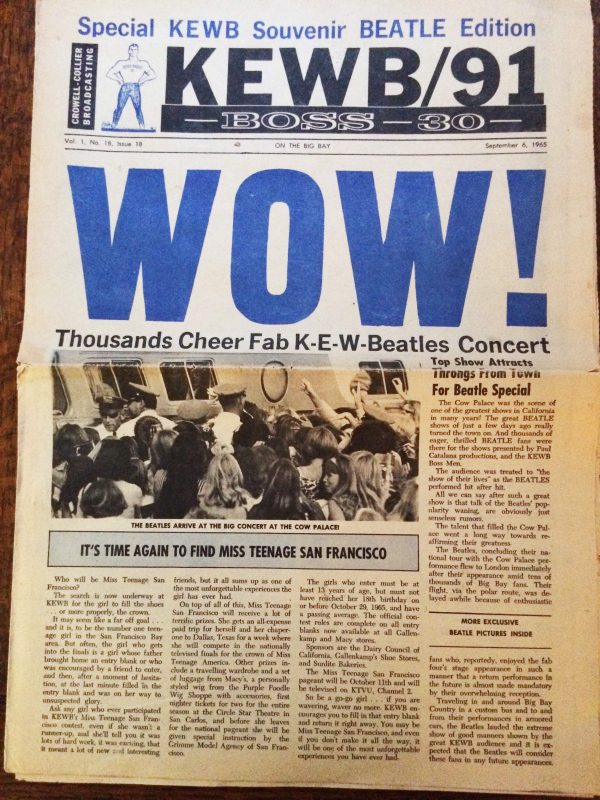 Special KEWB Souvenir BEATLE Edition
CROWELL-COLLIER
BROADCASTING
KEWB/91
BOSS 30
Vol. 1, No. 18, Issue 18
ON THE BIG BAY
September 6, 1965
WOW!
Thousands Cheer Fab K-E-W-Beatles Concert
THE BEATLES ARRIVE AT THE BIG CONCERT AT THE COW PALACE!
IT'S TIME AGAIN TO FIND MISS TEENAGE SAN FRANCISCO
Who will be Miss Teenage San
Francisco?
The search is now underway at
KEWB for the girl to fill the shoes
. . or more properly, the crown.
It may seem like a far off goal . . .
and it is, to be the number one teen-
age girl in the San Francisco Bay
area. But often, the girl who gets
into the finals is a girl whose father
brought home an entry blank or who
was encouraged by a friend to enter,
and then, after a moment of hesita-
tion, at the last minute filled in the
entry blank and was on her way to
unsuspected glory.
Ask any girl who ever participated
in KEWB's Miss Teenage San Fran-
cisco contest, even if she wasn't a
runner-up, and she'll tell you it was
lots of hard work, it was exciting, that
it meant a lot of new and interesting
friends, but it all sums up as one of
the most unforgettable experiences the
girl has ever had.
On top of all of this, Miss Teenage
San Francisco will receive a lot of
terrific prizes. She gets an all-expense
paid trip for herself and her chaper-
one to Dallas, Texas for a week where
she will compete in the nationally
televised finals for the crown of Miss
Teenage America. Other prizes in-
clude a travelling wardrobe and a set
of luggage from Macy's, a personally
styled wig from the Purple Poodle
Wig Shoppe with accessories, first
nighter tickets for two for the entire
season at the Circle Star Theatre in
San Carlos, and before she leaves
for the national pageant she will be
given special instruction by the
Grimme Model Agency of San Fran-
cisco.
The girls who enter must be at
least 13 years of age, but must not
have reached her 18th birthday on
or before October 29, 1965, and have
a passing average. The official con-
test rules are complete on all entry
blanks now available at all Gallen-
kamp and Macy stores.
Sponsors are the Dairy Council of
California, Gallenkamp's Shoe Stores,
and Sunlite Bakeries.
The Miss Teenage San Francisco
pageant will be October 11th and will
be televised on KTVU, Channel 2.
So be a go-go girl . . . if you are
wavering, waver no more. KEWB en-
courages you to fill in that entry blank
and return it right away. You may be
Miss Teenage San Francisco, and even
if you don't make it all the way, it
will be one of the most unforgettable
experiences you have ever had.
Top Show Attracts
Throngs From Town
For Beatle Special
The Cow Palace was the scene of
one of the greatest shows in California
in many years! The great BEATLE
shows of just a few days ago really
turned the town on. And thousands of
eager, thrilled BEATLE fans were
there for the shows presented by Paul
Catalana productions, and the KEWB
Boss Men.
The audience was treated to "the
show of their lives" as the BEATLES
performed hit after hit.
All we can say after such a great
show is that talk of the Beatles' pop-
ularity waning, are obviously just
senseless rumors.
The talent that filled the Cow Pal-
ace went a long way towards re-
affirming their greatness.
The Beatles, concluding their na-
tional tour with the Cow Palace per-
formance flew to London immediately
after their appearance amid tens of
thousands of Big Bay fans. Their
flight, via the polar route, was de-
layed awhile because of enthusiastic
MORE EXCLUSIVE
BEATLE PICTURES INSIDE
fans who, reportedly, enjoyed the fab
four's stage appearance in such a
manner that a return performance in
the future is almost made mandatory
by their overwhelming reception.
Traveling in and around Big Bay
Country in a custom bus and to and
from their performances in armored
cars, the Beatles lauded the extreme
show of good manners shown by the
great KEWB audience and it is ex-
pected that the Beatles will consider
these fans in any future appearances.